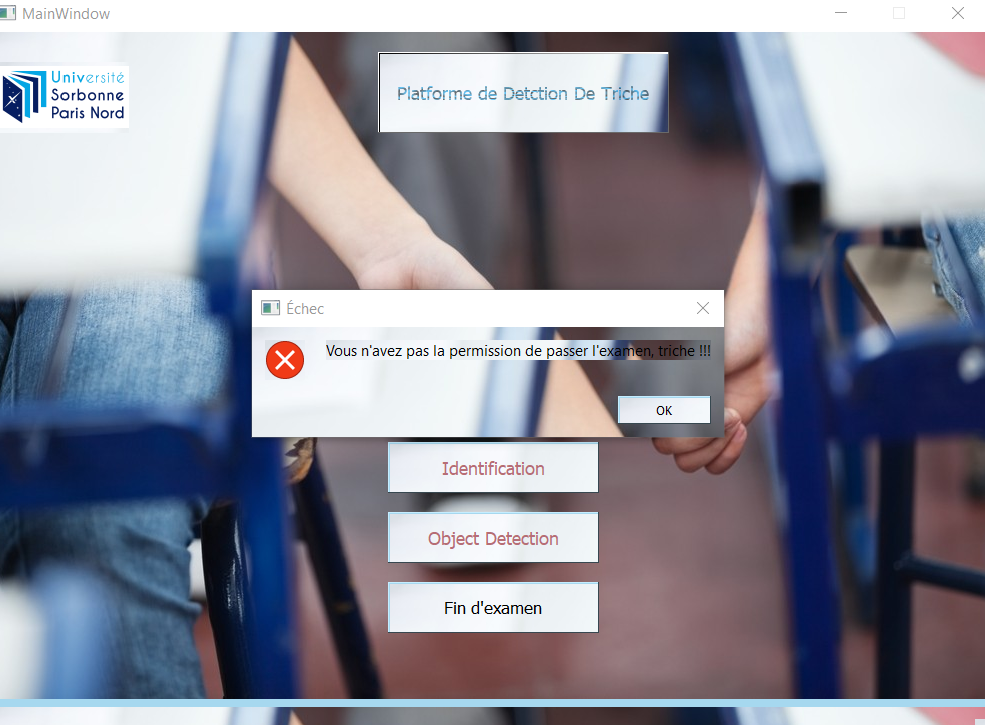 MainWindow
Université
Sorbonne
Paris Nord
Platforme de Detction De Triche
Échec
Vous n'avez pas la permission de passer l'examen, triche !!!
OK
Identification
Object Detection
Fin d'examen